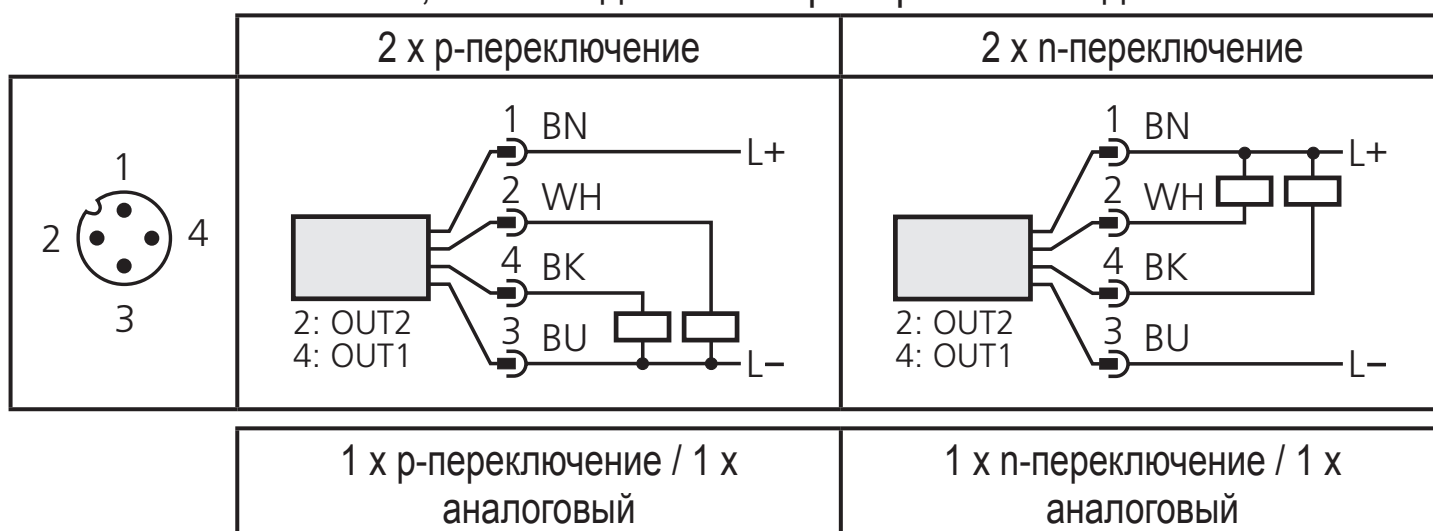 2 x p-переключение
2 x n-переключение
1
2
4
3
1 BN
L+
2 WH
4 BK
3 BU
L–
2: OUT2
4: OUT1
1 BN
L+
2 WH
4 BK
3 BU
L–
2: OUT2
4: OUT1
1 x p-переключение / 1 x
аналоговый
1 x n-переключение / 1 x
аналоговый